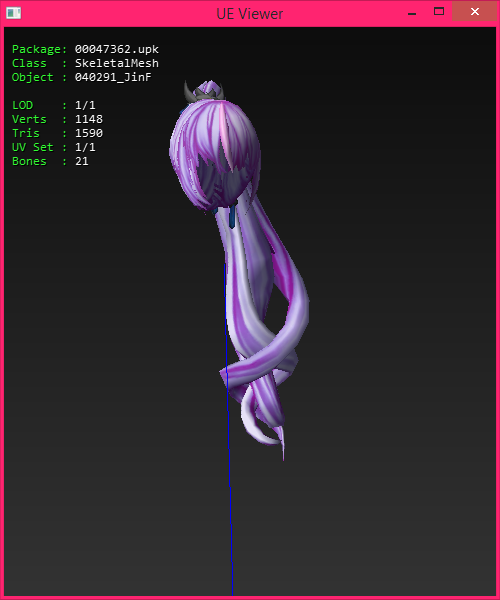 UE Viewer
Package: 00047362.upk
Class  : SkeletalMesh
Object : 040291_JinF
LOD    : 1/1
Verts  : 1148
Tris   : 1590
UV Set : 1/1
Bones  : 21